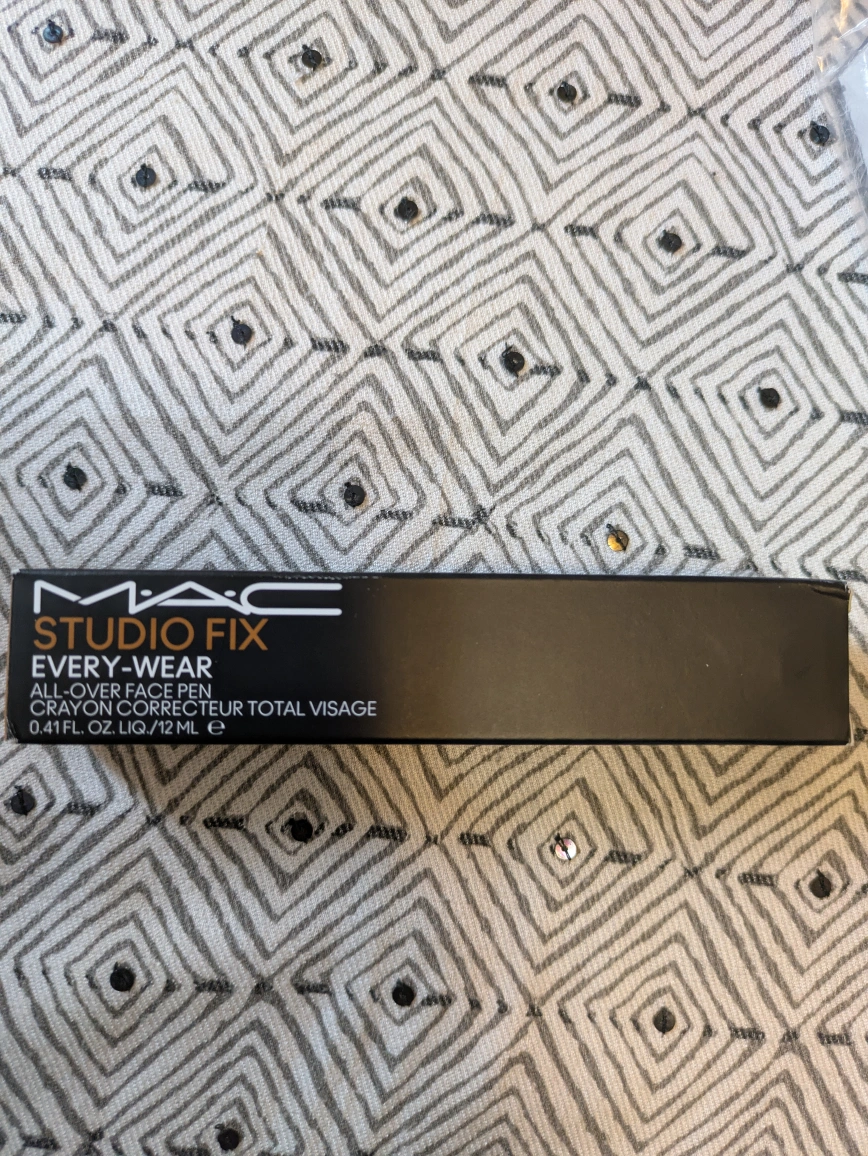 M·A·C
STUDIO FIX
EVERY-WEAR
ALL-OVER FACE PEN
CRAYON CORRECTEUR TOTAL VISAGE
0.41 FL. OZ. LIQ./12 ML ℮